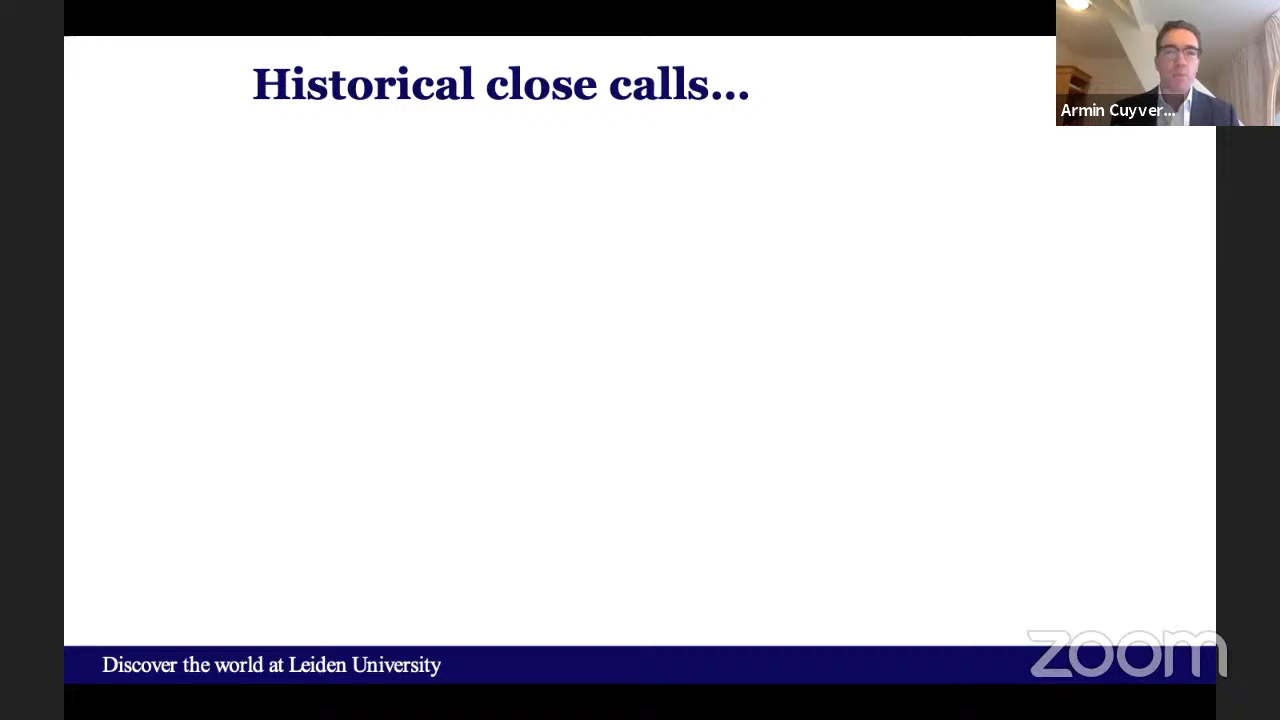 Historical close calls...
Armin Cuyver...
Discover the world at Leiden University
zoom